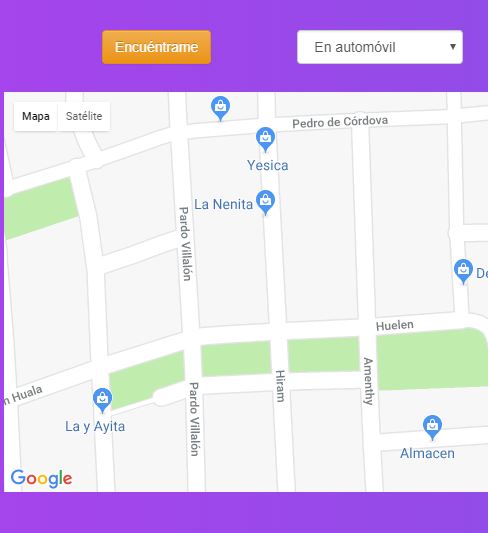 Encuéntrame
En automóvil
Mapa
Satélite
Pedro de Córdova
Yesica
La Nenita
Pardo Villalón
De
Huelen
n Huala
Pardo Villalón
Hiram
Amenthy
La y Ayita
Almacen
Google